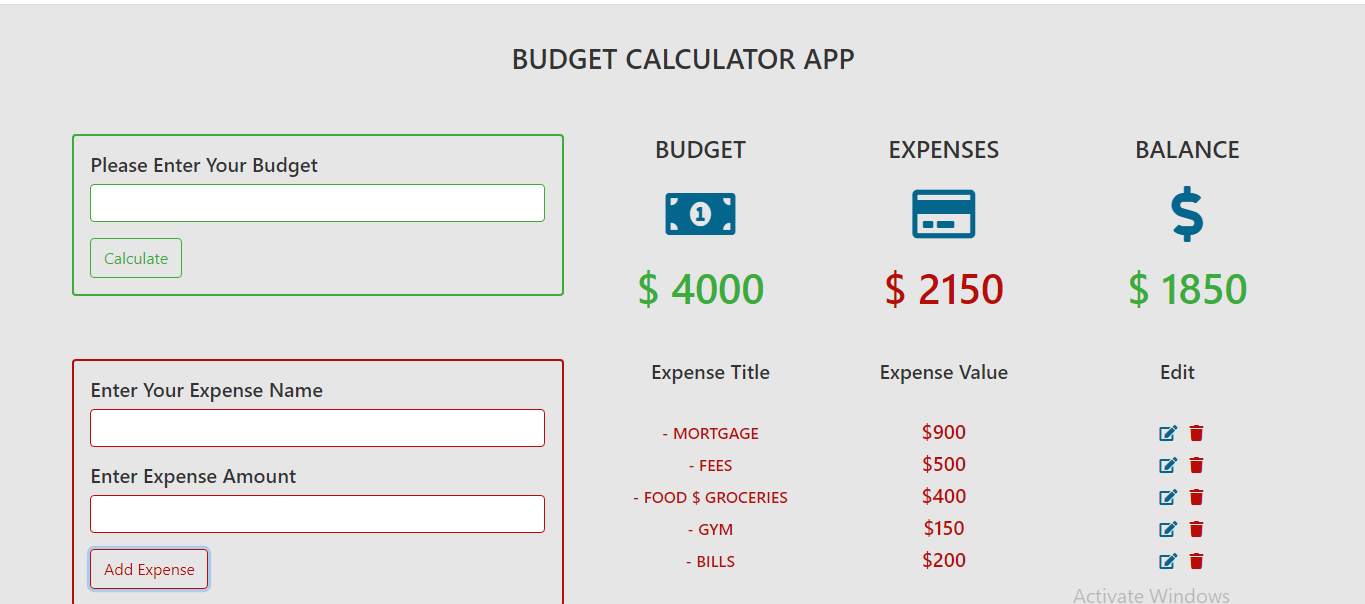 BUDGET CALCULATOR APP
Please Enter Your Budget
Calculate
BUDGET EXPENSES BALANCE
1
$ 4000 $ 2150 $ 1850
Enter Your Expense Name
Enter Expense Amount
Add Expense
Expense Title Expense Value Edit
- MORTGAGE $900
- FEES $500
- FOOD $ GROCERIES $400
- GYM $150
- BILLS $200
Activate Windows